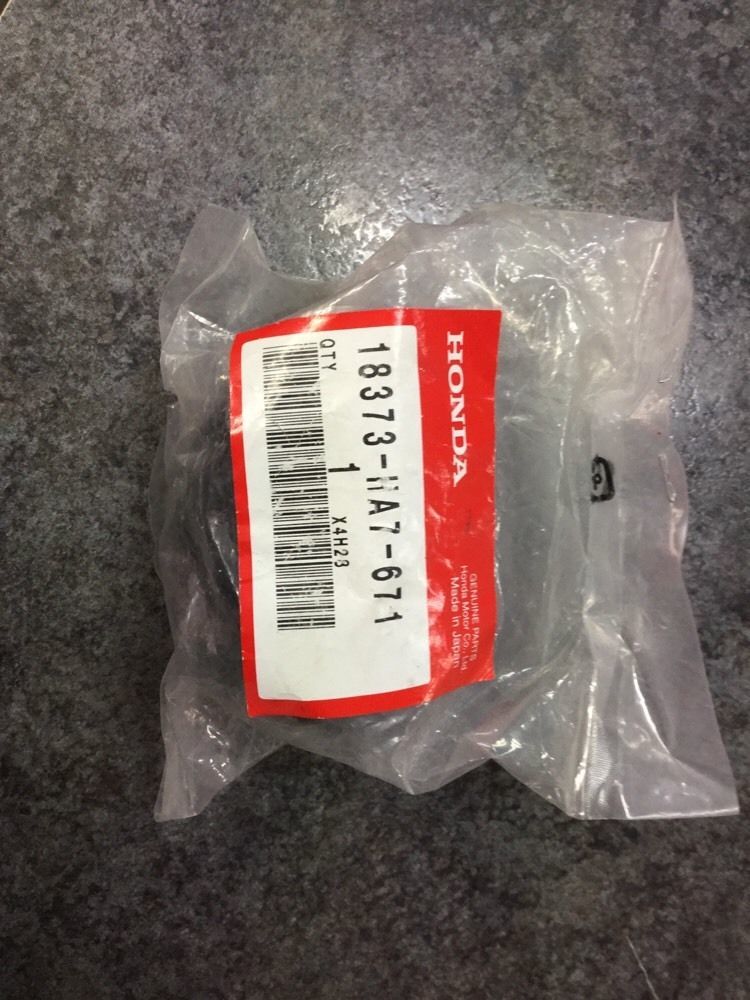 HONDA
GENUINE PARTS
Honda Motor Co., Ltd.
Made in Japan
18373-HA7-671
QTY 1 X4H23